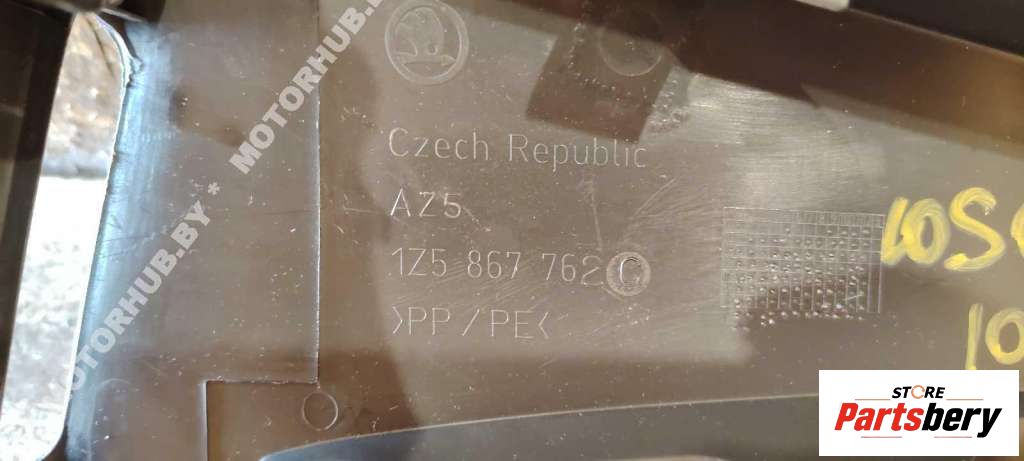 MOTORHUB.BY * MOTORHUB.BY
Czech Republic
AZ5
1Z5 867 762 C
>PP/PE<
STORE
Partsbery